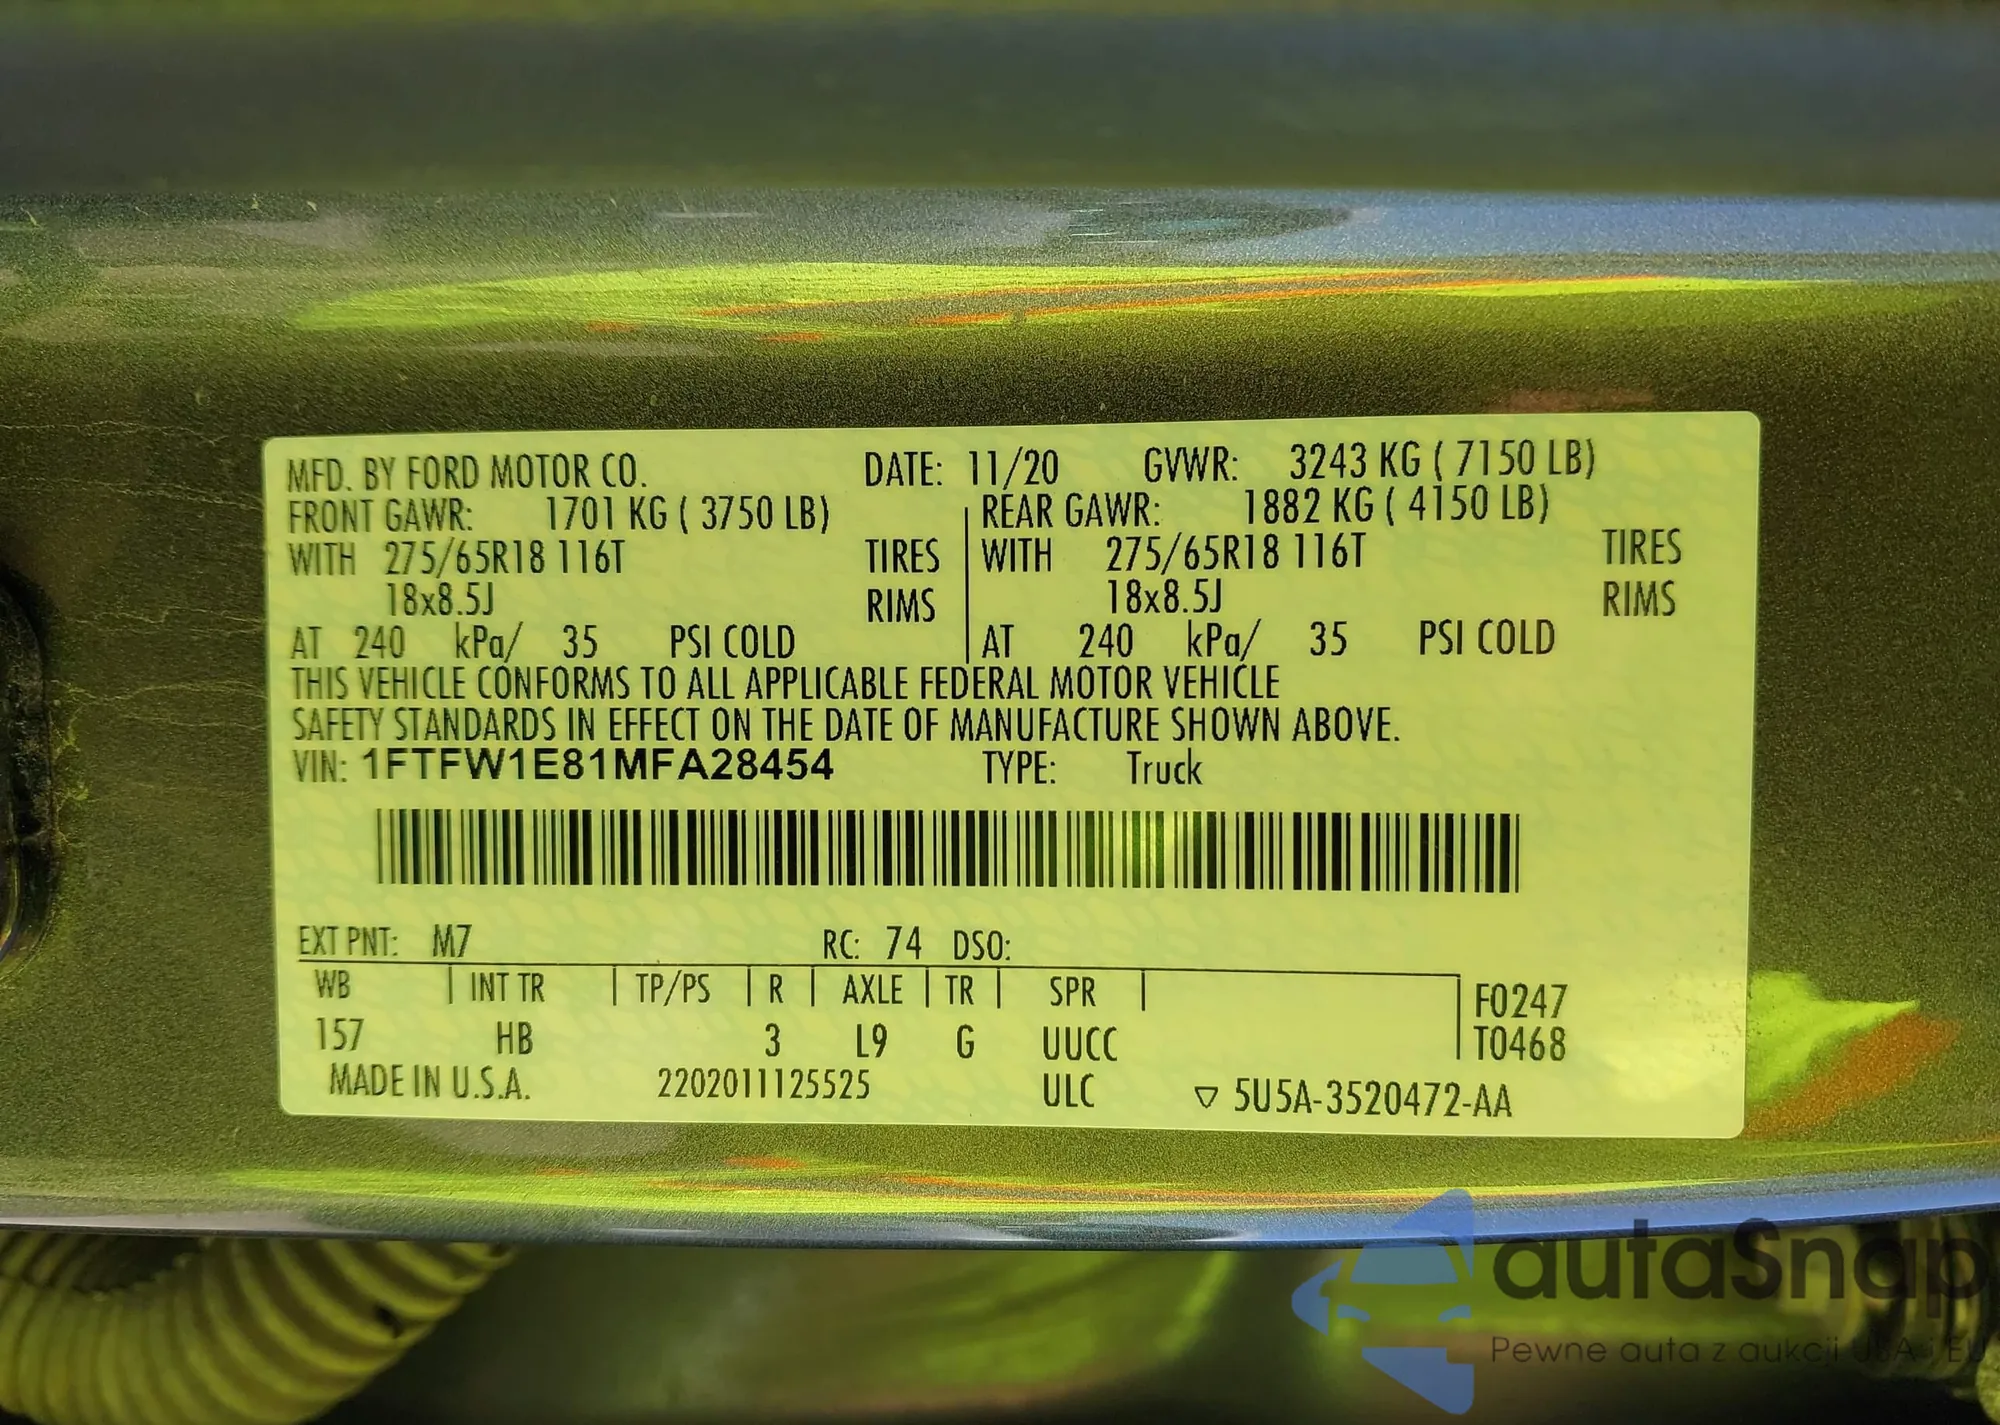 MFD. BY FORD MOTOR CO. DATE: 11/20 GVWR: 3243 KG ( 7150 LB)
FRONT GAWR: 1701 KG ( 3750 LB) REAR GAWR: 1882 KG ( 4150 LB)
WITH 275/65R18 116T TIRES WITH 275/65R18 116T TIRES
18x8.5J RIMS 18x8.5J RIMS
AT 240 kPa/ 35 PSI COLD AT 240 kPa/ 35 PSI COLD
THIS VEHICLE CONFORMS TO ALL APPLICABLE FEDERAL MOTOR VEHICLE
SAFETY STANDARDS IN EFFECT ON THE DATE OF MANUFACTURE SHOWN ABOVE.
VIN: 1FTFW1E81MFA28454 TYPE: Truck
EXT PNT: M7 RC: 74 DSO:
WB INT TR TP/PS R AXLE TR SPR F0247
157 HB 3 L9 G UUCC T0468
MADE IN U.S.A. 2202011125525 ULC ▽ 5U5A-3520472-AA
autaSnap
Pewne auta z aukcji USA i EU